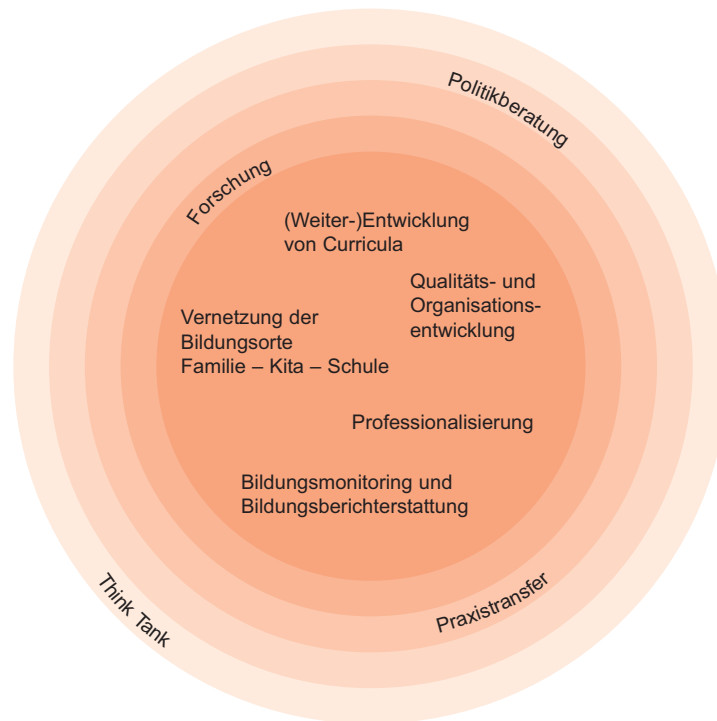 Politikberatung
Forschung
(Weiter-)Entwicklung
von Curricula
Qualitäts- und
Organisations-
entwicklung
Vernetzung der
Bildungsorte
Familie – Kita – Schule
Professionalisierung
Bildungsmonitoring und
Bildungsberichterstattung
Think Tank
Praxistransfer